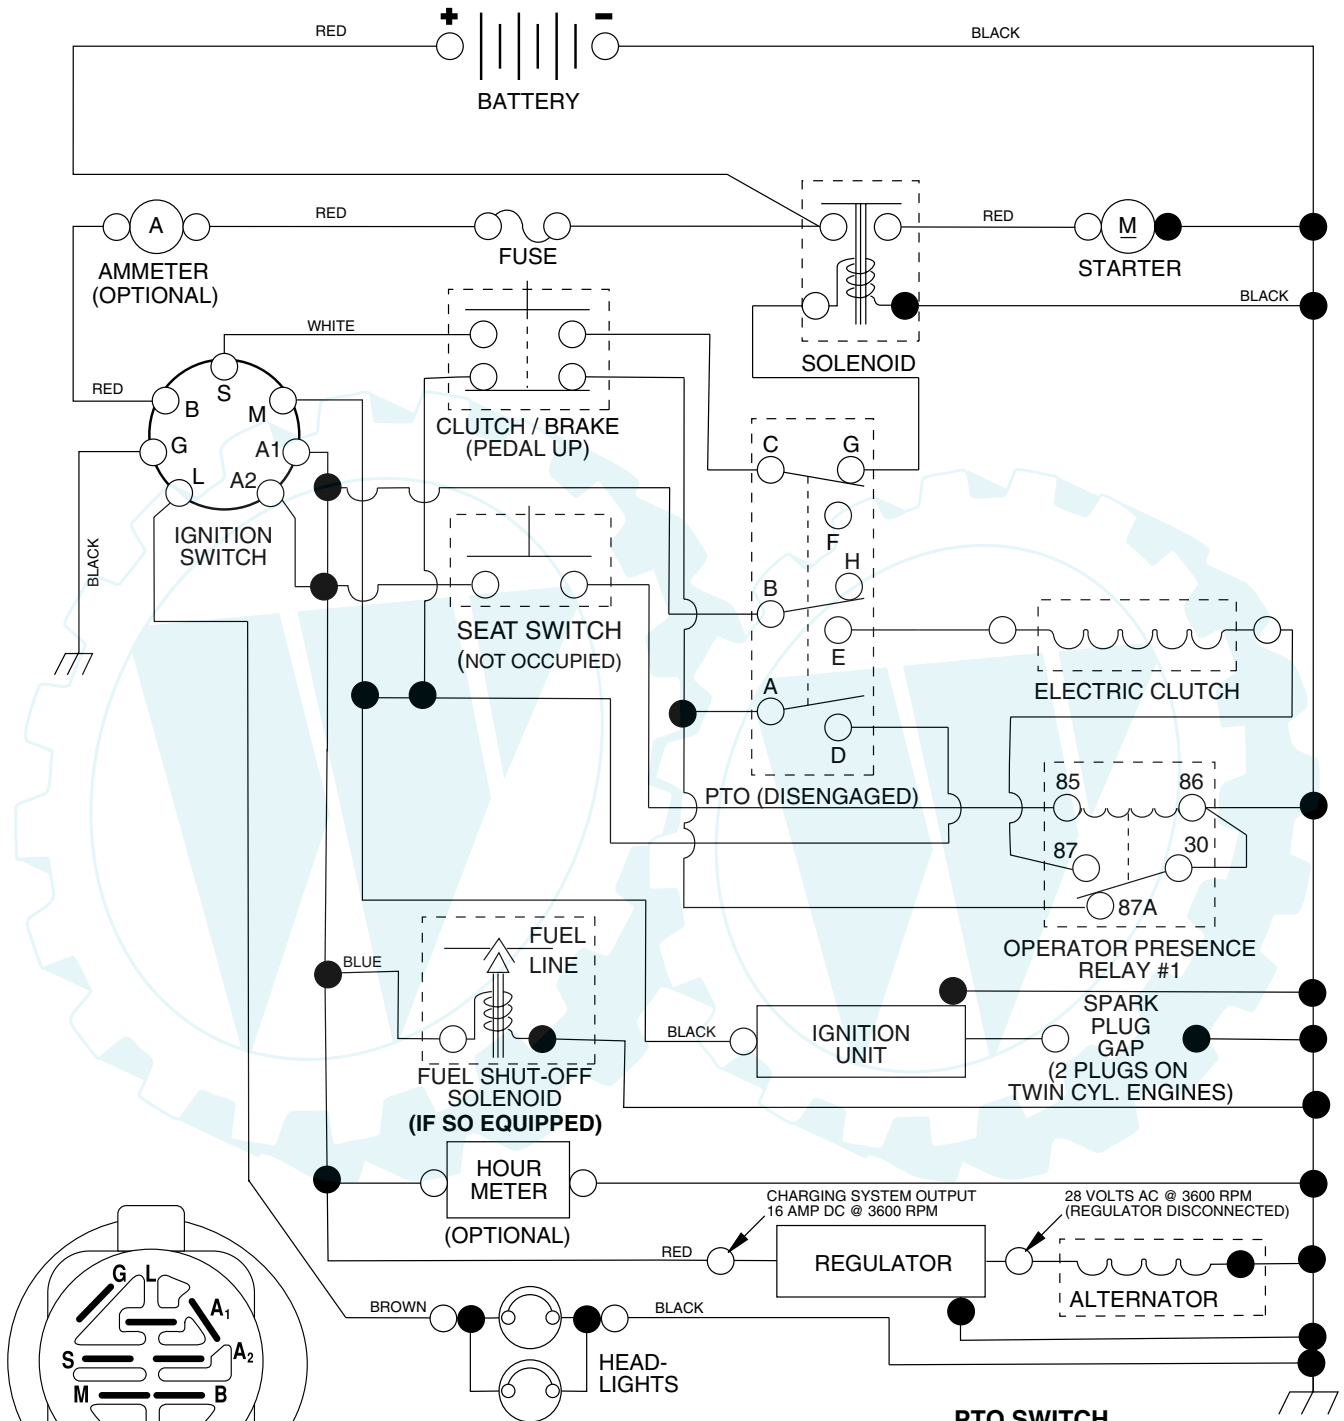 +
-
RED
BLACK
BATTERY
A
RED
FUSE
RED
M
AMMETER
(OPTIONAL)
STARTER
BLACK
SOLENOID
WHITE
RED
S
B
M
G
A1
L
A2
IGNITION
SWITCH
BLACK
CLUTCH / BRAKE
(PEDAL UP)
C
G
F
H
B
E
A
D
PTO (DISENGAGED)
SEAT SWITCH
(NOT OCCUPIED)
ELECTRIC CLUTCH
85
86
87
30
87A
OPERATOR PRESENCE
RELAY #1
FUEL
LINE
BLUE
FUEL SHUT-OFF
SOLENOID
(IF SO EQUIPPED)
BLACK
IGNITION
UNIT
SPARK
PLUG
GAP
(2 PLUGS ON
TWIN CYL. ENGINES)
HOUR
METER
(OPTIONAL)
CHARGING SYSTEM OUTPUT
16 AMP DC @ 3600 RPM
28 VOLTS AC @ 3600 RPM
(REGULATOR DISCONNECTED)
RED
REGULATOR
ALTERNATOR
BROWN
BLACK
HEAD-
LIGHTS
G
L
A1
S
A2
M
B
PTO SWITCH